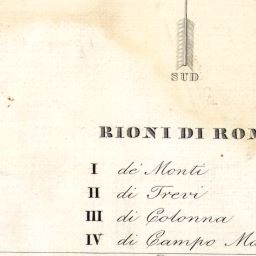 SUD
RIONI DI ROM
I de' Monti
II di Trevi
III di Colonna
IV di Campo Ma